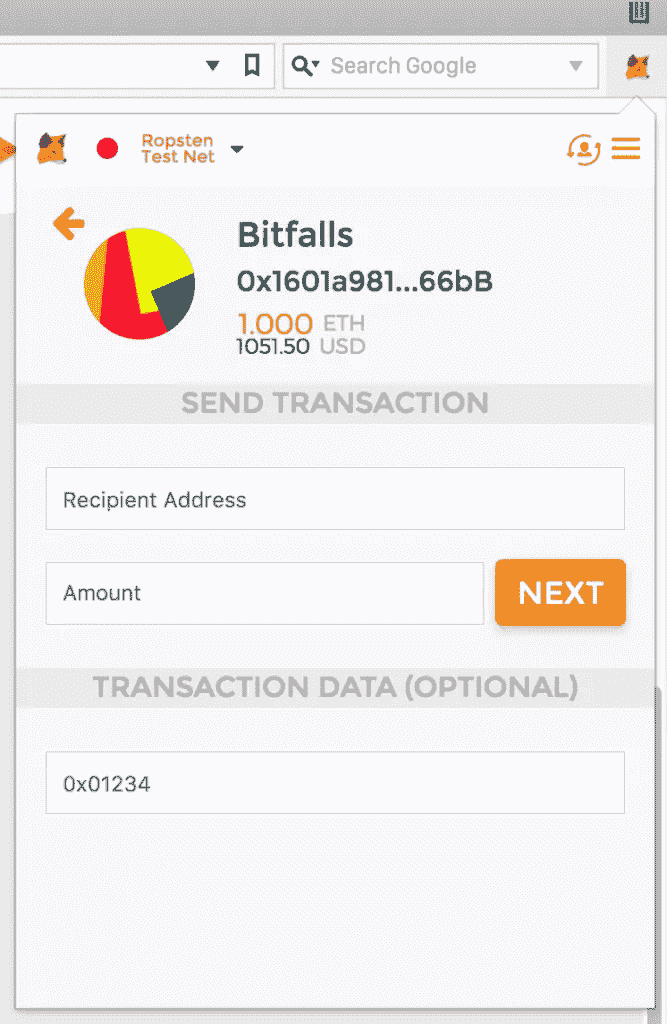 Search Google
Ropsten
Test Net
Bitfalls
0x1601a981...66bB
1.000 ETH
1051.50 USD
SEND TRANSACTION
Recipient Address
Amount
NEXT
TRANSACTION DATA (OPTIONAL)
0x01234